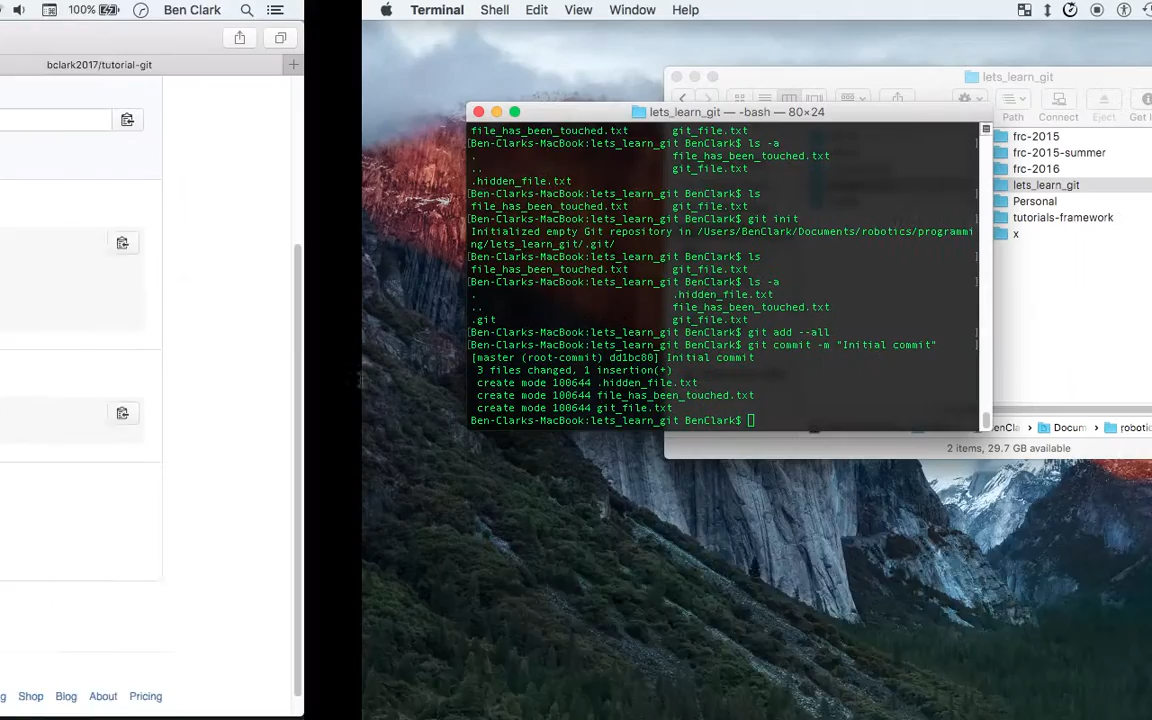 100%
Ben Clark
bclark2017/tutorial-git
Shop
Blog
About
Pricing
Terminal
Shell
Edit
View
Window
Help
lets_learn_git
Path
Connect
Eject
Get I
frc-2015
frc-2015-summer
frc-2016
lets_learn_git
Personal
tutorials-framework
x
lets_learn_git — -bash — 80×24
file_has_been_touched.txt git_file.txt
[Ben-Clarks-MacBook:lets_learn_git BenClark$ ls -a ]
. file_has_been_touched.txt
.. git_file.txt
.hidden_file.txt
[Ben-Clarks-MacBook:lets_learn_git BenClark$ ls ]
file_has_been_touched.txt git_file.txt
[Ben-Clarks-MacBook:lets_learn_git BenClark$ git init ]
Initialized empty Git repository in /Users/BenClark/Documents/robotics/programm
ing/lets_learn_git/.git/
[Ben-Clarks-MacBook:lets_learn_git BenClark$ ls ]
file_has_been_touched.txt git_file.txt
[Ben-Clarks-MacBook:lets_learn_git BenClark$ ls -a ]
. .hidden_file.txt
.. file_has_been_touched.txt
.git git_file.txt
[Ben-Clarks-MacBook:lets_learn_git BenClark$ git add --all ]
[Ben-Clarks-MacBook:lets_learn_git BenClark$ git commit -m "Initial commit" ]
[master (root-commit) dd1bc80] Initial commit
3 files changed, 1 insertion(+)
create mode 100644 .hidden_file.txt
create mode 100644 file_has_been_touched.txt
create mode 100644 git_file.txt
Ben-Clarks-MacBook:lets_learn_git BenClark$
enCla › Docum › robotic
2 items, 29.7 GB available